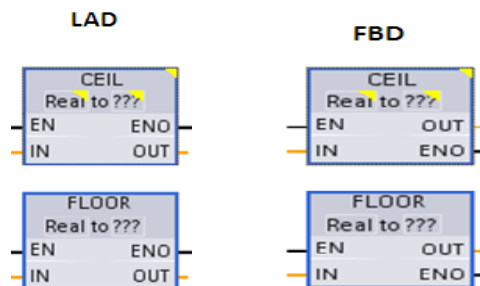 LAD
FBD
CEIL
Real to ???
EN ENO
IN OUT
CEIL
Real to ???
EN OUT
IN ENO
FLOOR
Real to ???
EN ENO
IN OUT
FLOOR
Real to ???
EN OUT
IN ENO